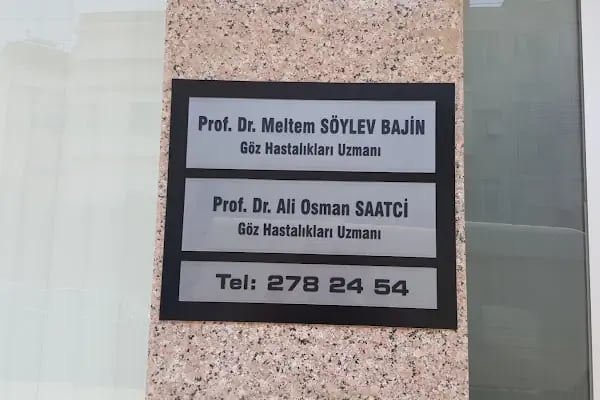 Prof. Dr. Meltem SÖYLEV BAJİN
Göz Hastalıkları Uzmanı
Prof. Dr. Ali Osman SAATCİ
Göz Hastalıkları Uzmanı
Tel: 278 24 54